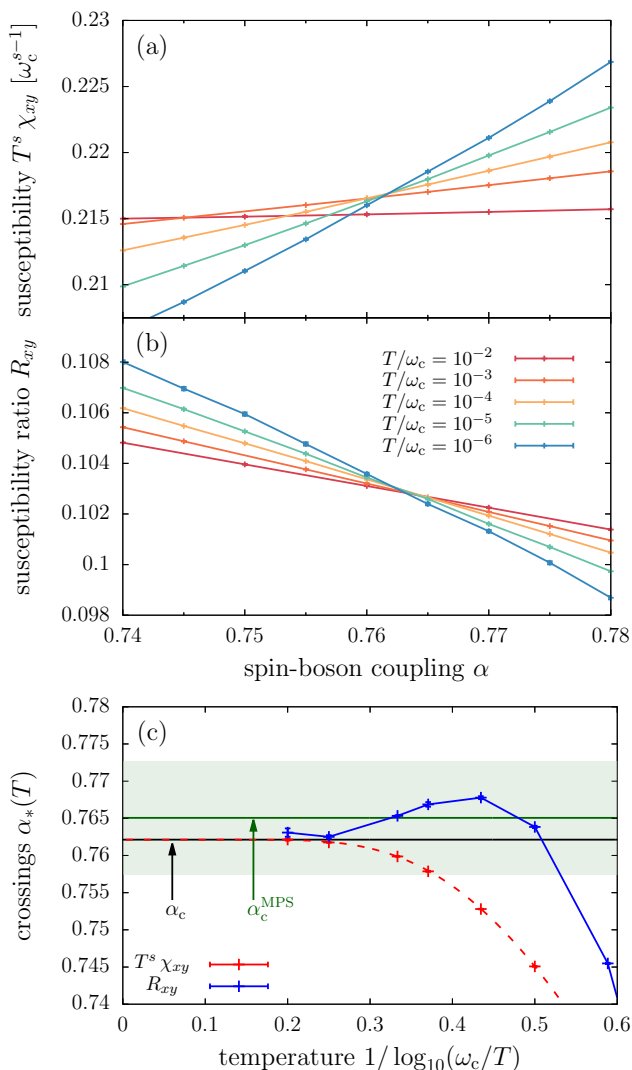 (a)
susceptibility T^s χ_xy [ω_c^{s−1}]
0.23
0.225
0.22
0.215
0.21
(b)
susceptibility ratio R_xy
0.108
0.106
0.104
0.102
0.1
0.098
T/ω_c = 10^−2
T/ω_c = 10^−3
T/ω_c = 10^−4
T/ω_c = 10^−5
T/ω_c = 10^−6
0.74 0.75 0.76 0.77 0.78
spin-boson coupling α
(c)
crossings α_*(T)
0.78
0.775
0.77
0.765
0.76
0.755
0.75
0.745
0.74
α_c
α_c^MPS
T^s χ_xy
R_xy
0 0.1 0.2 0.3 0.4 0.5 0.6
temperature 1/ log_10(ω_c/T)